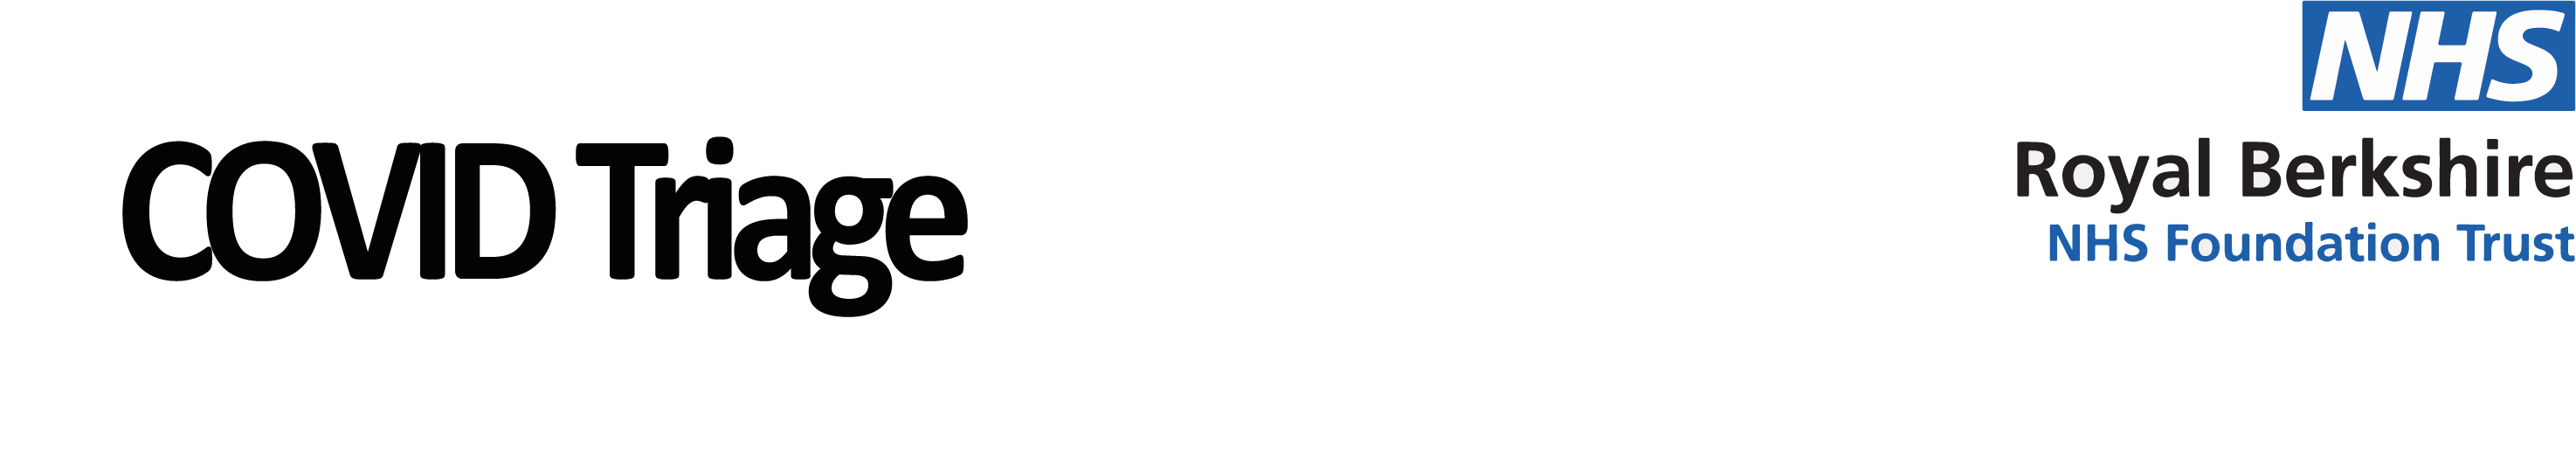 NHS
COVID Triage
Royal Berkshire
NHS Foundation Trust